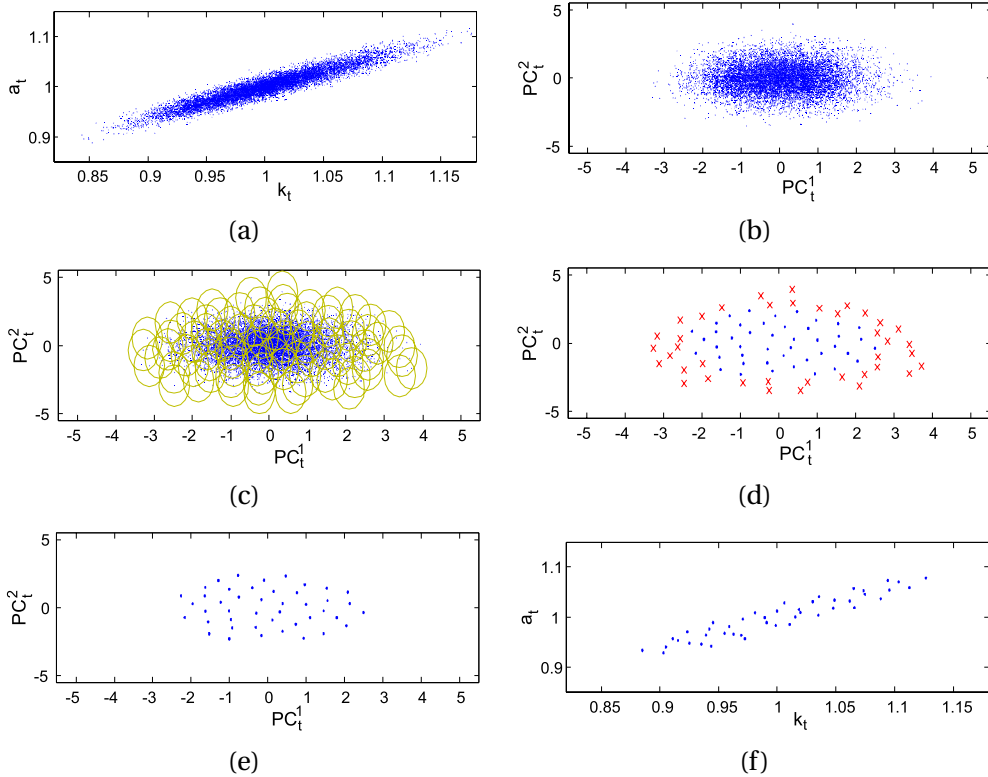 1.1
1
0.9
a_t
0.85 0.9 0.95 1 1.05 1.1 1.15
k_t
(a)
5
0
-5
PC_t^2
-5 -4 -3 -2 -1 0 1 2 3 4 5
PC_t^1
(b)
5
0
-5
PC_t^2
-5 -4 -3 -2 -1 0 1 2 3 4 5
PC_t^1
(c)
5
0
-5
PC_t^2
-5 -4 -3 -2 -1 0 1 2 3 4 5
PC_t^1
(d)
5
0
-5
PC_t^2
-5 -4 -3 -2 -1 0 1 2 3 4 5
PC_t^1
(e)
1.1
1
0.9
a_t
0.85 0.9 0.95 1 1.05 1.1 1.15
k_t
(f)